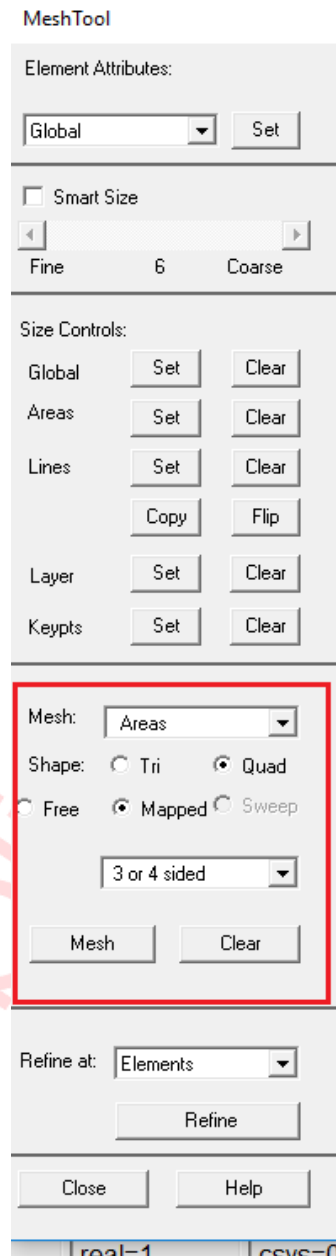 MeshTool
Element Attributes:
Global Set
Smart Size
Fine 6 Coarse
Size Controls:
Global Set Clear
Areas Set Clear
Lines Set Clear
Copy Flip
Layer Set Clear
Keypts Set Clear
Mesh: Areas
Shape: Tri Quad
Free Mapped Sweep
3 or 4 sided
Mesh Clear
Refine at: Elements
Refine
Close Help
real=1 csys=0